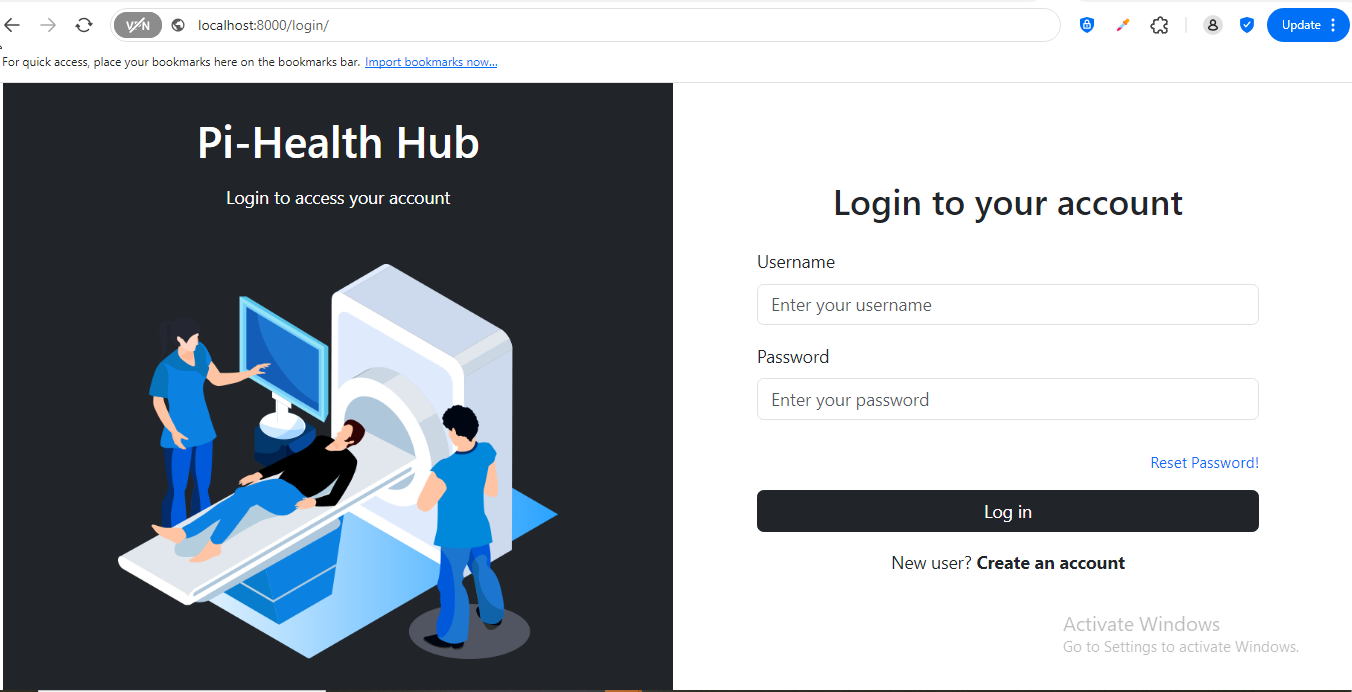 VPN
localhost:8000/login/
Update
For quick access, place your bookmarks here on the bookmarks bar. Import bookmarks now...
Pi-Health Hub
Login to access your account
Login to your account
Username
Enter your username
Password
Enter your password
Reset Password!
Log in
New user? Create an account
Activate Windows
Go to Settings to activate Windows.